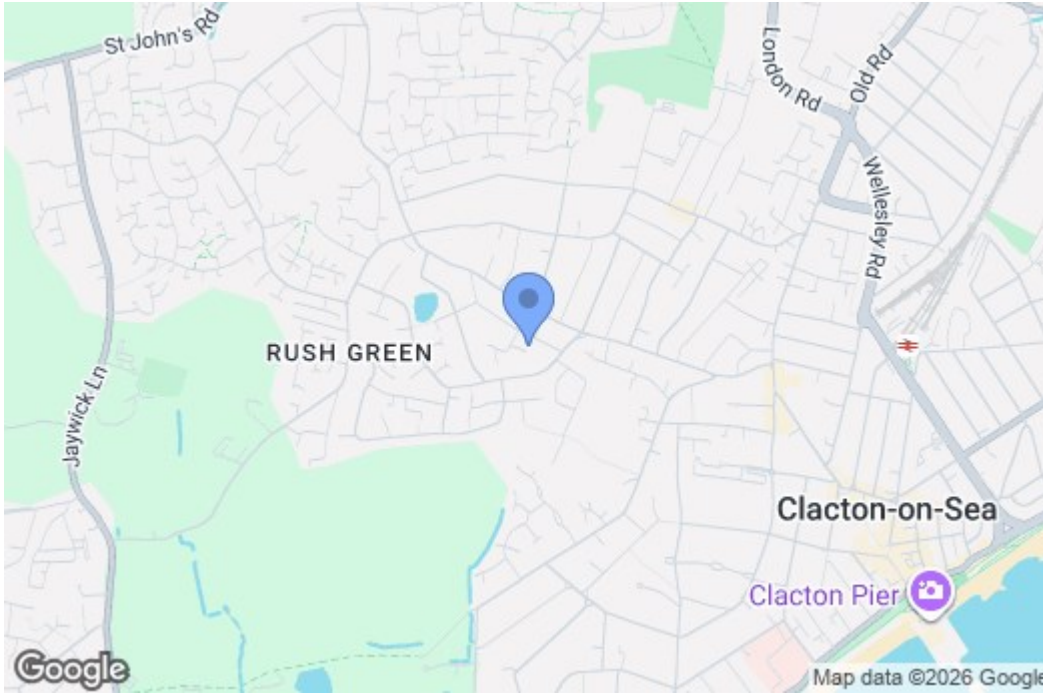 St John's Rd
London Rd
Old Rd
Wellesley Rd
RUSH GREEN
Jaywick Ln
Clacton-on-Sea
Clacton Pier
Google
Map data ©2026 Google